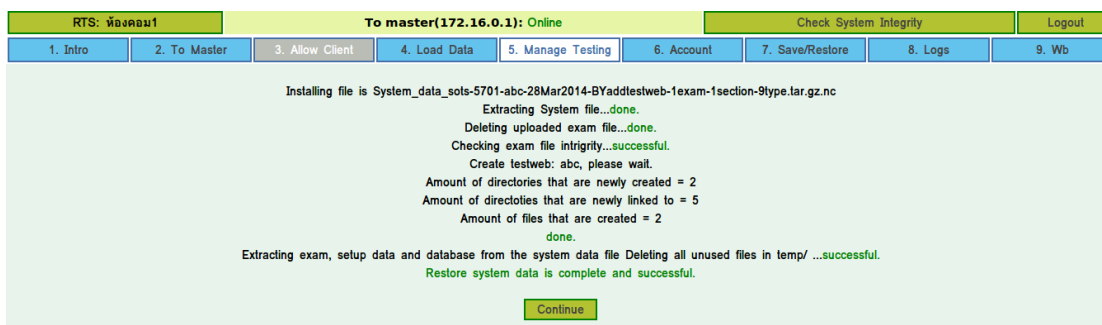 RTS: ห้องคอม1 To master(172.16.0.1): Online Check System Integrity Logout
1. Intro 2. To Master 3. Allow Client 4. Load Data 5. Manage Testing 6. Account 7. Save/Restore 8. Logs 9. Wb
Installing file is System_data_sots-5701-abc-28Mar2014-BYaddtestweb-1exam-1section-9type.tar.gz.nc
Extracting System file...done.
Deleting uploaded exam file...done.
Checking exam file intrigrity...successful.
Create testweb: abc, please wait.
Amount of directories that are newly created = 2
Amount of directoties that are newly linked to = 5
Amount of files that are created = 2
done.
Extracting exam, setup data and database from the system data file Deleting all unused files in temp/ ...successful.
Restore system data is complete and successful.
Continue